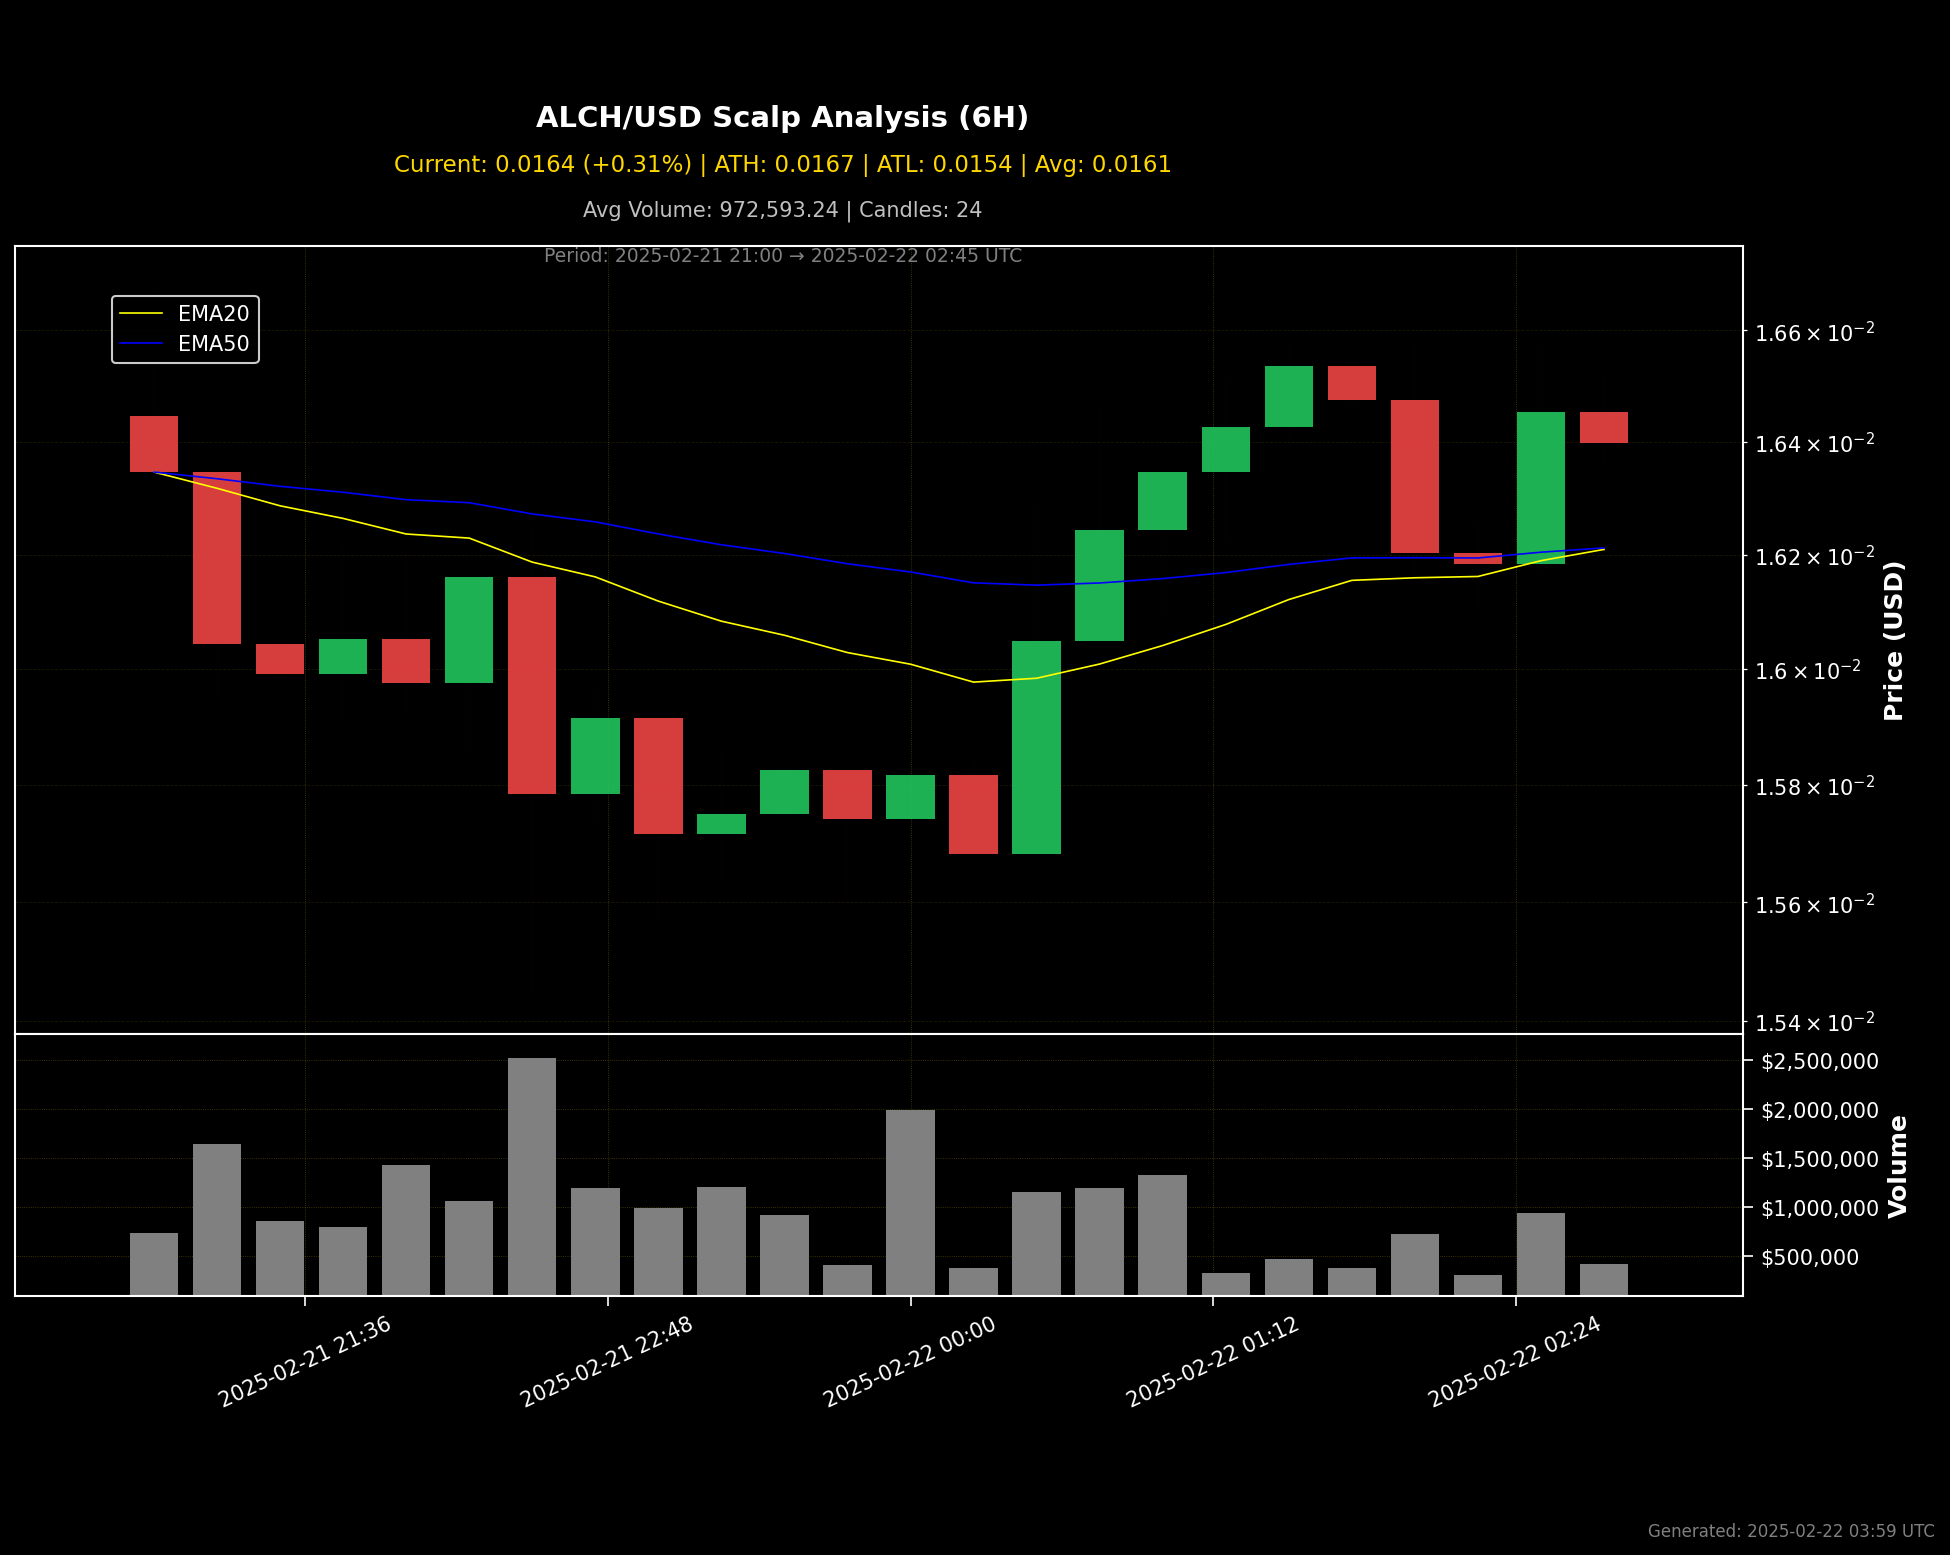 ALCH/USD Scalp Analysis (6H)
Current: 0.0164 (+0.31%) | ATH: 0.0167 | ATL: 0.0154 | Avg: 0.0161
Avg Volume: 972,593.24 | Candles: 24
Period: 2025-02-21 21:00 → 2025-02-22 02:45 UTC
EMA20
EMA50
1.66 × 10⁻²
1.64 × 10⁻²
1.62 × 10⁻²
1.6 × 10⁻²
1.58 × 10⁻²
1.56 × 10⁻²
1.54 × 10⁻²
Price (USD)
$2,500,000
$2,000,000
$1,500,000
$1,000,000
$500,000
Volume
2025-02-21 21:36
2025-02-21 22:48
2025-02-22 00:00
2025-02-22 01:12
2025-02-22 02:24
Generated: 2025-02-22 03:59 UTC